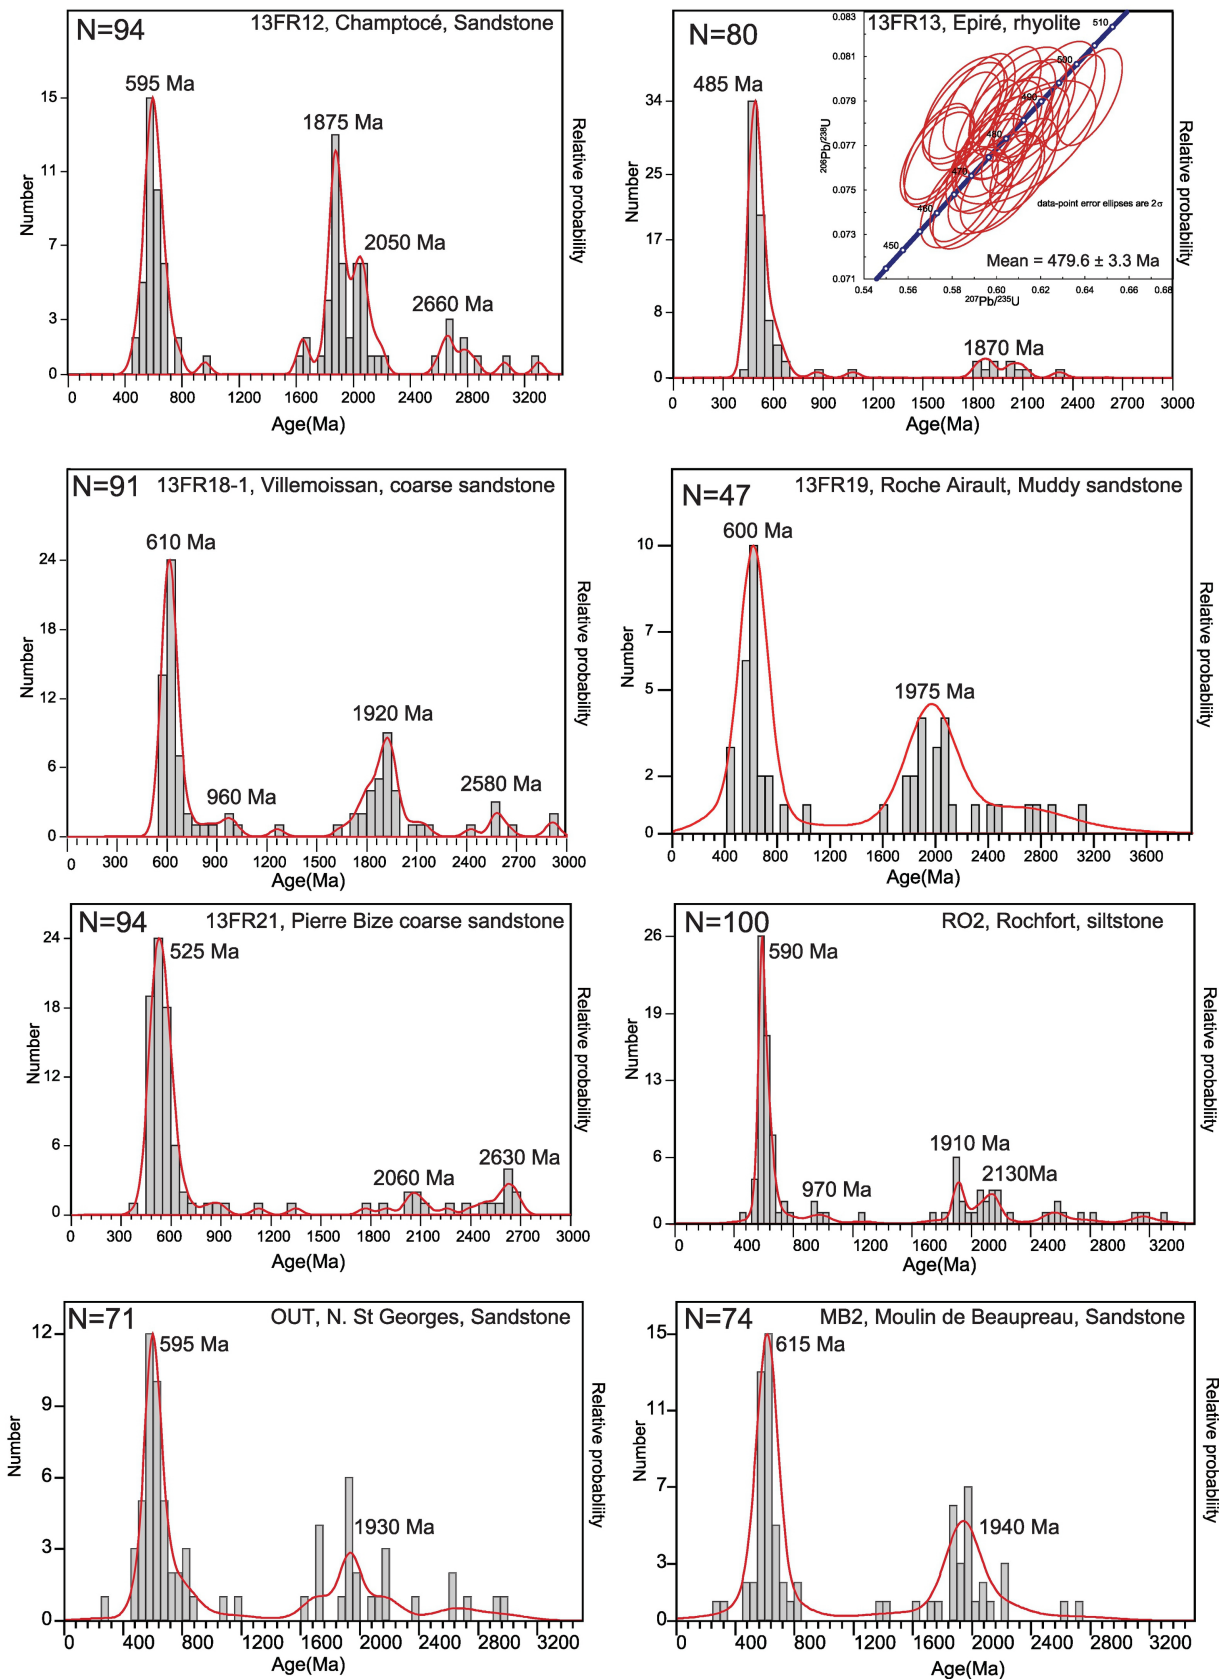 N=94
13FR12, Champtocé, Sandstone
595 Ma
1875 Ma
2050 Ma
2660 Ma
15
11
7
3
0
Number
Relative probability
0 400 800 1200 1600 2000 2400 2800 3200
Age(Ma)
N=80
13FR13, Epiré, rhyolite
485 Ma
1870 Ma
34
25
17
8
0
Number
Relative probability
0 300 600 900 1200 1500 1800 2100 2400 2700 3000
Age(Ma)
0.083
0.081
0.079
0.077
0.075
0.073
0.071
206Pb/238U
510
500
490
480
470
460
450
data-point error ellipses are 2σ
Mean = 479.6 ± 3.3 Ma
0.54 0.56 0.58 0.60 0.62 0.64 0.66 0.68
207Pb/235U
N=91
13FR18-1, Villemoissan, coarse sandstone
610 Ma
960 Ma
1920 Ma
2580 Ma
24
18
12
6
0
Number
Relative probability
0 300 600 900 1200 1500 1800 2100 2400 2700 3000
Age(Ma)
N=47
13FR19, Roche Airault, Muddy sandstone
600 Ma
1975 Ma
10
7
5
2
0
Number
Relative probability
0 400 800 1200 1600 2000 2400 2800 3200 3600
Age(Ma)
N=94
13FR21, Pierre Bize coarse sandstone
525 Ma
2060 Ma
2630 Ma
24
18
12
6
0
Number
Relative probability
0 300 600 900 1200 1500 1800 2100 2400 2700 3000
Age(Ma)
N=100
RO2, Rochfort, siltstone
590 Ma
970 Ma
1910 Ma
2130Ma
26
19
13
6
0
Number
Relative probability
0 400 800 1200 1600 2000 2400 2800 3200
Age(Ma)
N=71
OUT, N. St Georges, Sandstone
595 Ma
1930 Ma
12
9
6
3
0
Number
Relative probability
0 400 800 1200 1600 2000 2400 2800 3200
Age(Ma)
N=74
MB2, Moulin de Beaupreau, Sandstone
615 Ma
1940 Ma
15
11
7
3
0
Number
Relative probability
0 400 800 1200 1600 2000 2400 2800 3200
Age(Ma)